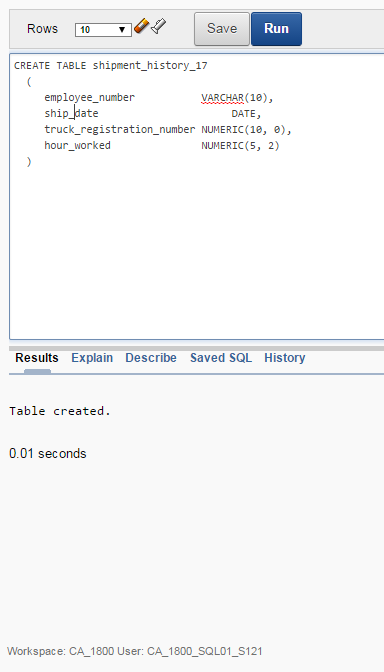 Rows 10 Save Run
CREATE TABLE shipment_history_17
(
employee_number VARCHAR(10),
ship_date DATE,
truck_registration_number NUMERIC(10, 0),
hour_worked NUMERIC(5, 2)
)
Results Explain Describe Saved SQL History
Table created.
0.01 seconds
Workspace: CA_1800 User: CA_1800_SQL01_S121